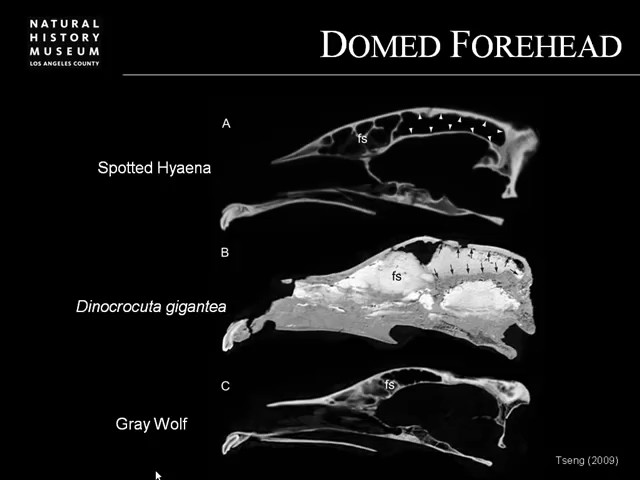 NATURAL
HISTORY
MUSEUM
LOS ANGELES COUNTY
DOMED FOREHEAD
A
fs
Spotted Hyaena
B
fs
Dinocrocuta gigantea
C
fs
Gray Wolf
Tseng (2009)